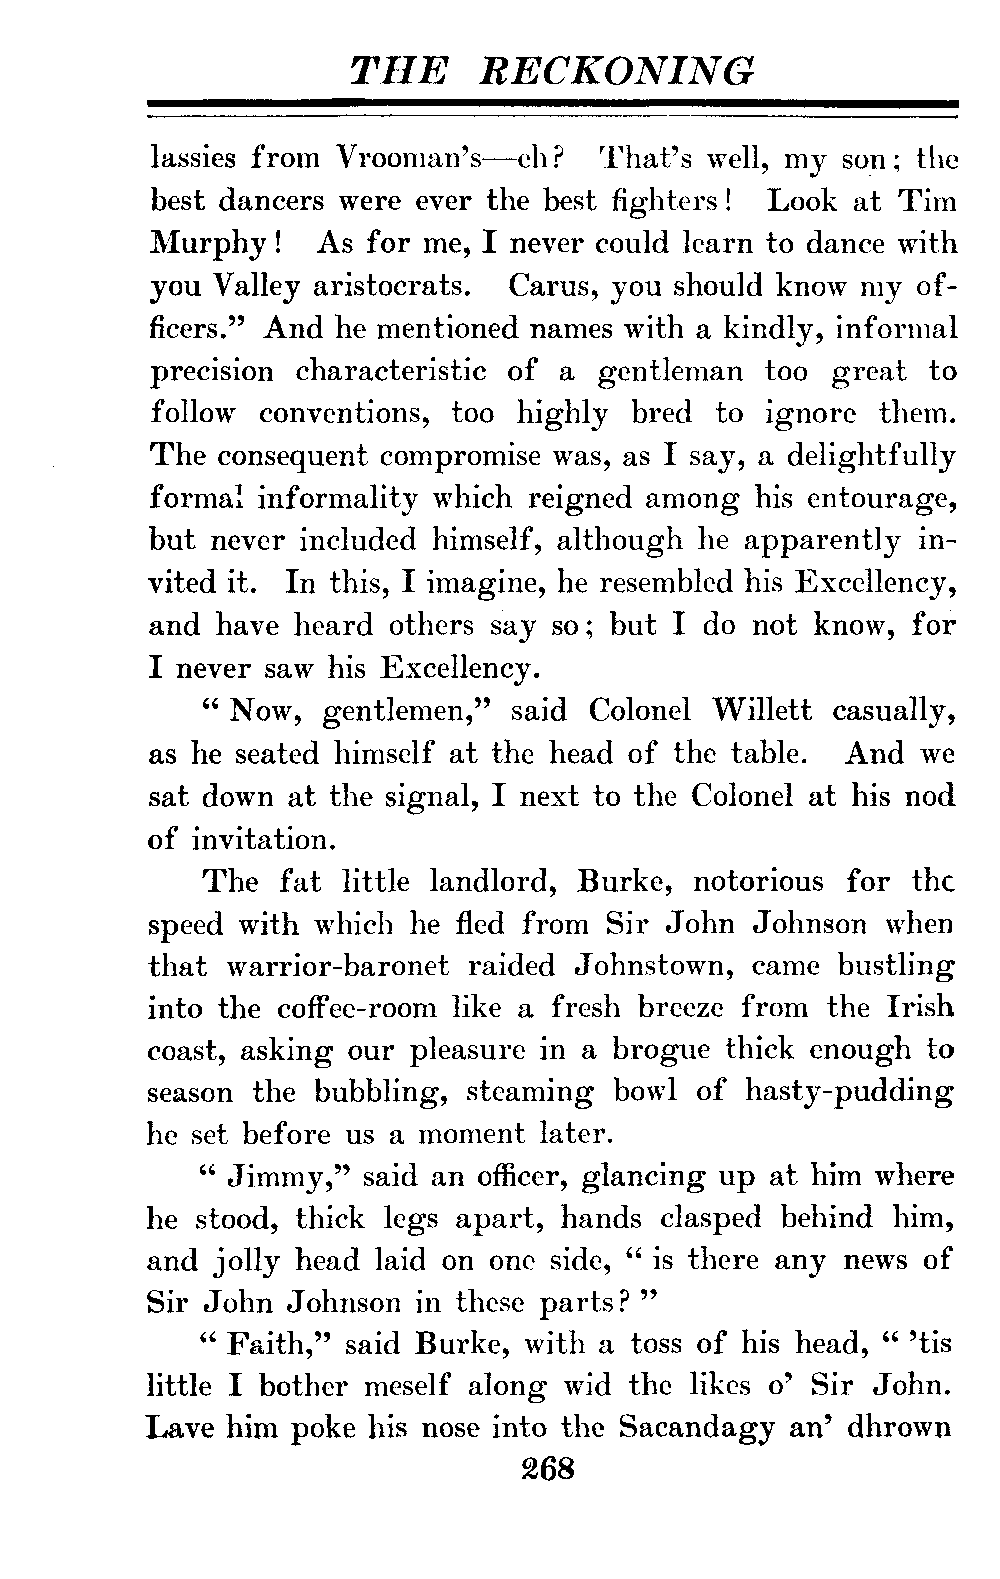 THE RECKONING
lassies from Vrooman's—eh? That's well, my son; the
best dancers were ever the best fighters! Look at Tim
Murphy! As for me, I never could learn to dance with
you Valley aristocrats. Carus, you should know my of-
ficers." And he mentioned names with a kindly, informal
precision characteristic of a gentleman too great to
follow conventions, too highly bred to ignore them.
The consequent compromise was, as I say, a delightfully
formal informality which reigned among his entourage,
but never included himself, although he apparently in-
vited it. In this, I imagine, he resembled his Excellency,
and have heard others say so; but I do not know, for
I never saw his Excellency.
"Now, gentlemen," said Colonel Willett casually,
as he seated himself at the head of the table. And we
sat down at the signal, I next to the Colonel at his nod
of invitation.
The fat little landlord, Burke, notorious for the
speed with which he fled from Sir John Johnson when
that warrior-baronet raided Johnstown, came bustling
into the coffee-room like a fresh breeze from the Irish
coast, asking our pleasure in a brogue thick enough to
season the bubbling, steaming bowl of hasty-pudding
he set before us a moment later.
"Jimmy," said an officer, glancing up at him where
he stood, thick legs apart, hands clasped behind him,
and jolly head laid on one side, "is there any news of
Sir John Johnson in these parts?"
"Faith," said Burke, with a toss of his head, "'tis
little I bother meself along wid the likes o' Sir John.
Lave him poke his nose into the Sacandagy an' dhrown
268